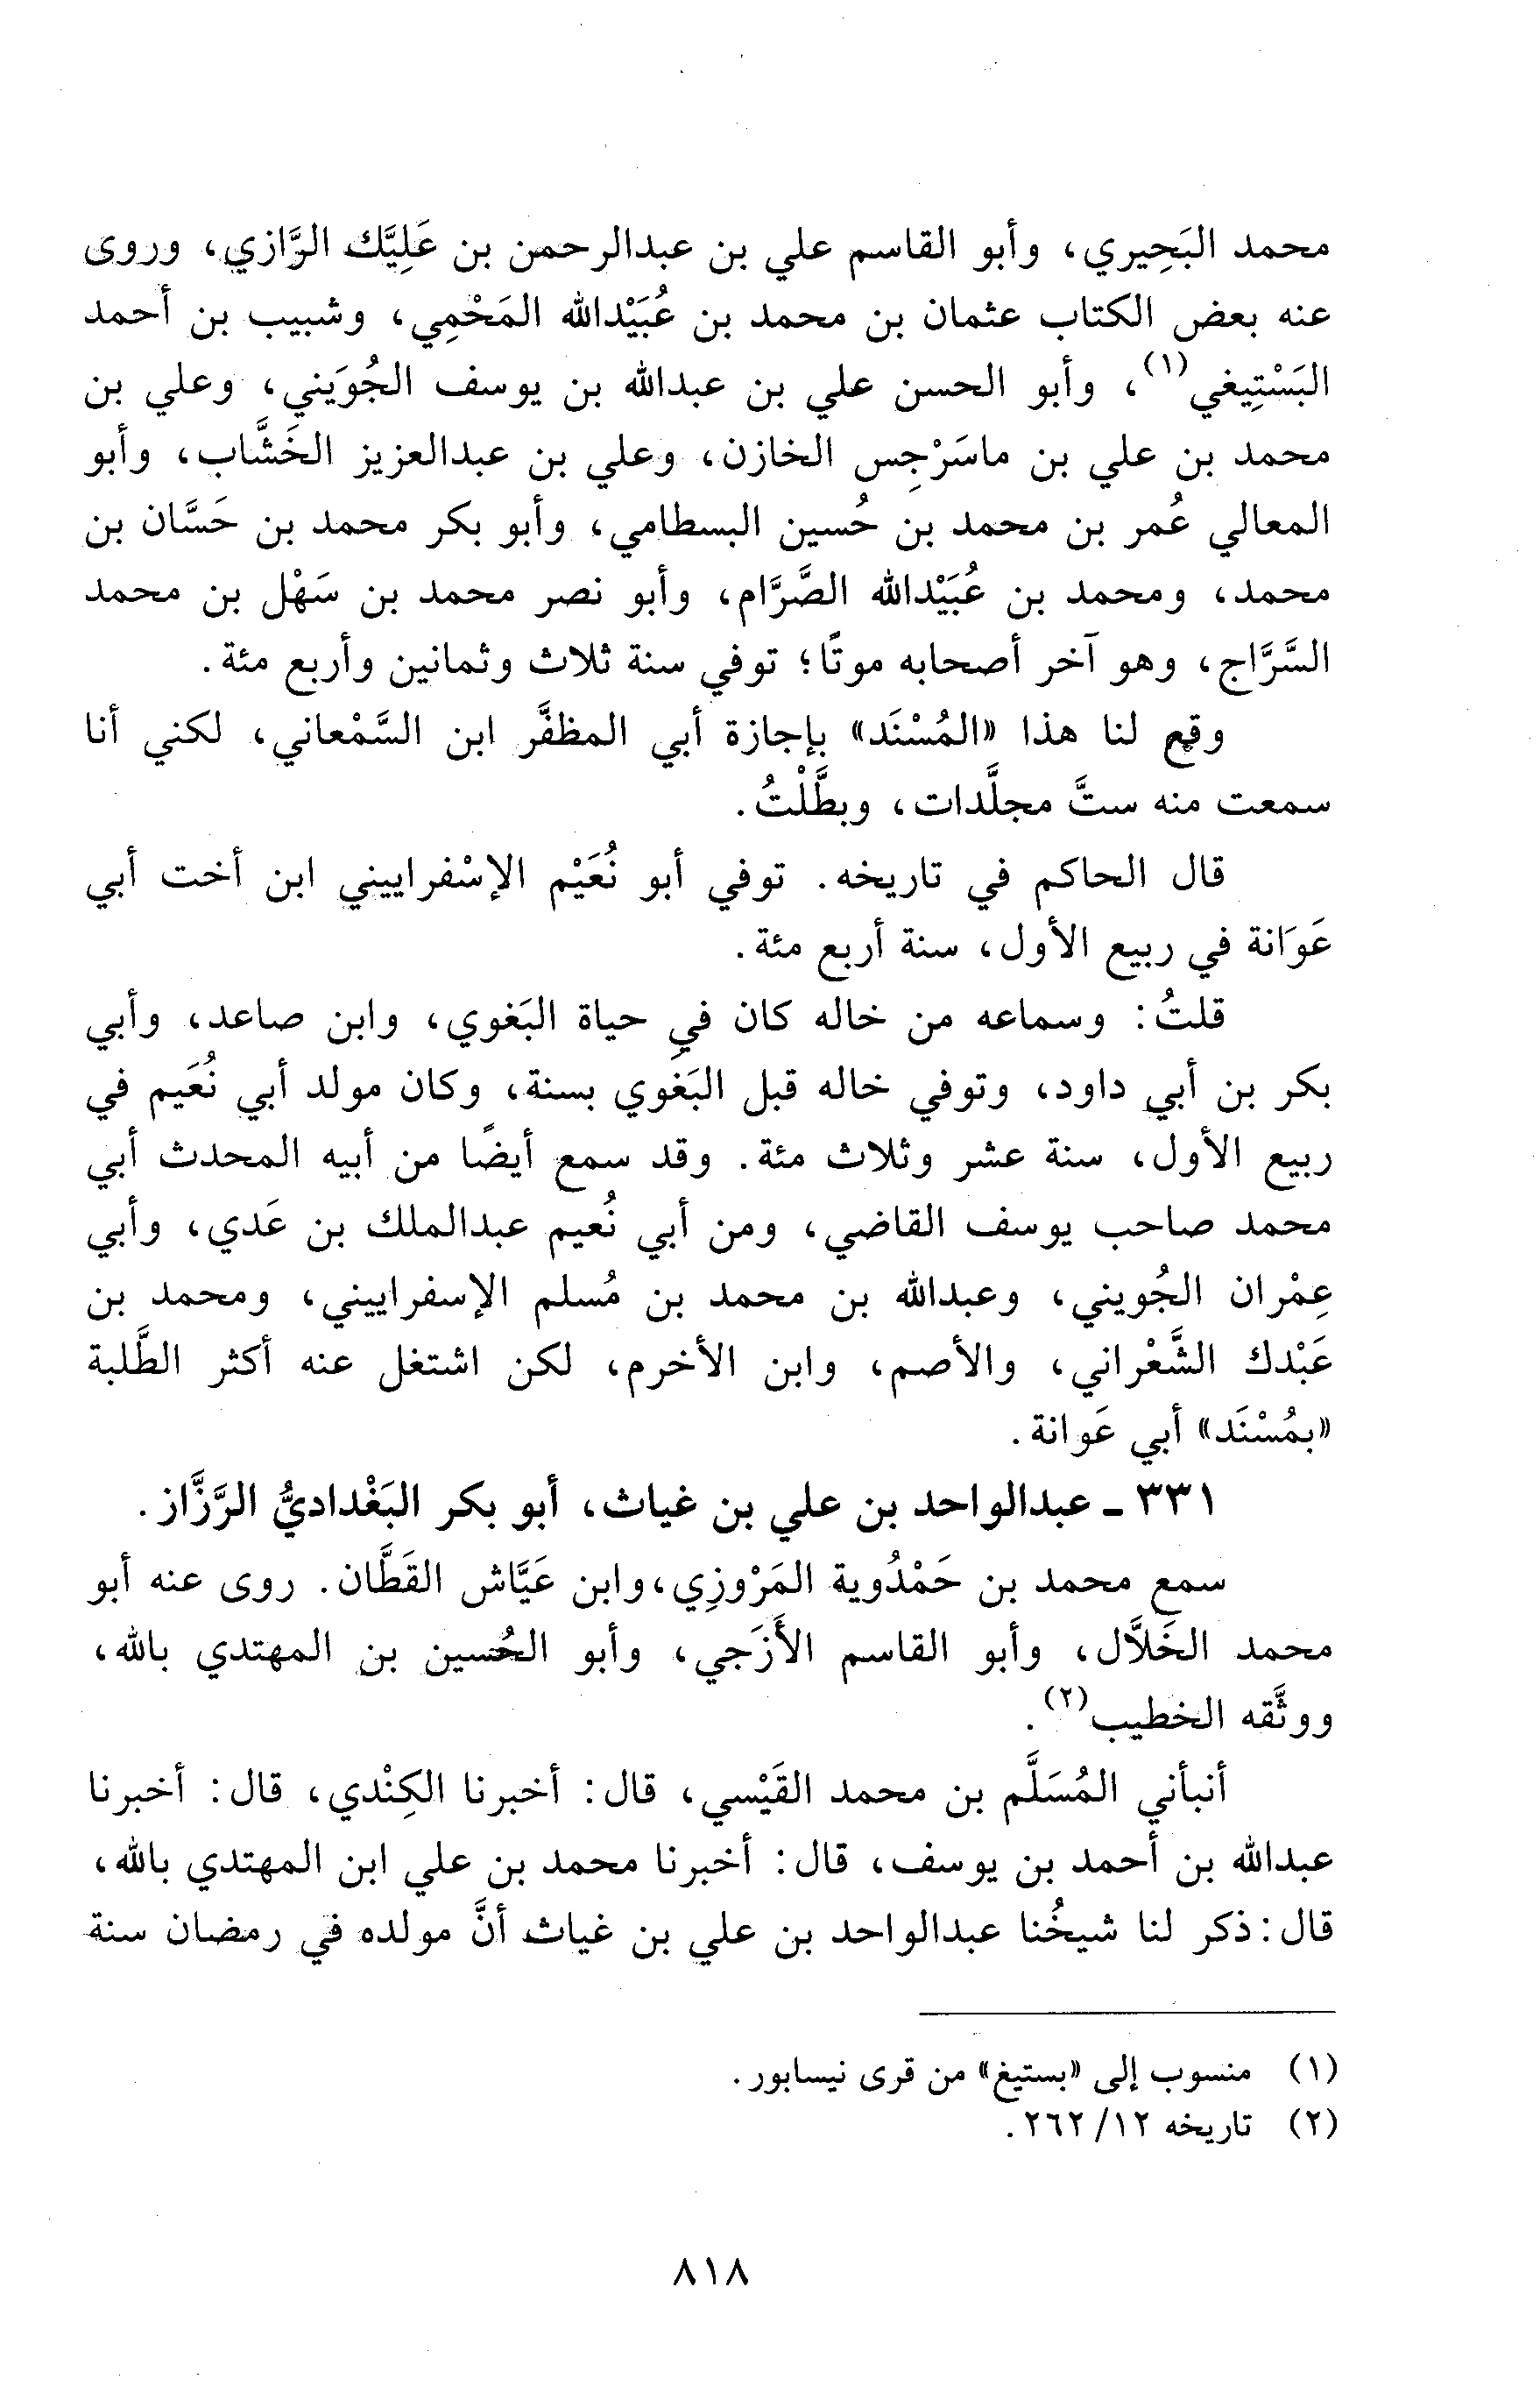 محمد البَحِيري، وأبو القاسم علي بن عبدالرحمن بن عَلِيَّك الرَّازي، وروى
عنه بعض الكتاب عثمان بن محمد بن عُبَيْدالله المَحْمِي، وشبيب بن أحمد
البَسْتِيغي(١)، وأبو الحسن علي بن عبدالله بن يوسف الجُوَيني، وعلي بن
محمد بن علي بن ماسَرْجِس الخازن، وعلي بن عبدالعزيز الخَشَّاب، وأبو
المعالي عُمر بن محمد بن حُسين البسطامي، وأبو بكر محمد بن حَسَّان بن
محمد، ومحمد بن عُبَيْدالله الصَّرَّام، وأبو نصر محمد بن سَهْل بن محمد
السَّرَّاج، وهو آخر أصحابه موتًا؛ توفي سنة ثلاث وثمانين وأربع مئة.
وقع لنا هذا «المُسْنَد» بإجازة أبي المظفَّر ابن السَّمْعاني، لكني أنا
سمعت منه ستَّ مجلَّدات، وبطَّلْتُ.
قال الحاكم في تاريخه. توفي أبو نُعَيْم الإسْفراييني ابن أخت أبي
عَوَانة في ربيع الأول، سنة أربع مئة.
قلتُ: وسماعه من خاله كان في حياة البَغوي، وابن صاعد، وأبي
بكر بن أبي داود، وتوفي خاله قبل البَغوي بسنة، وكان مولد أبي نُعَيم في
ربيع الأول، سنة عشر وثلاث مئة. وقد سمع أيضًا من أبيه المحدث أبي
محمد صاحب يوسف القاضي، ومن أبي نُعيم عبدالملك بن عَدي، وأبي
عِمْران الجُويني، وعبدالله بن محمد بن مُسلم الإسفراييني، ومحمد بن
عَبْدك الشَّعْراني، والأصم، وابن الأخرم، لكن اشتغل عنه أكثر الطَّلبة
«بمُسْنَد» أبي عَوانة.
٣٣١ ـ عبدالواحد بن علي بن غياث، أبو بكر البَغْداديُّ الرَّزَّاز.
سمع محمد بن حَمْدُوية المَرْوزِي، وابن عَيَّاش القَطَّان. روى عنه أبو
محمد الخَلاَّل، وأبو القاسم الأَزَجي، وأبو الحُسين بن المهتدي بالله،
ووثَّقه الخطيب(٢).
أنبأني المُسَلَّم بن محمد القَيْسي، قال: أخبرنا الكِنْدي، قال: أخبرنا
عبدالله بن أحمد بن يوسف، قال: أخبرنا محمد بن علي ابن المهتدي بالله،
قال: ذكر لنا شيخُنا عبدالواحد بن علي بن غياث أنَّ مولده في رمضان سنة
(١) منسوب إلى «بستيغ» من قرى نيسابور.
(٢) تاريخه ١٢/ ٢٦٢.
٨١٨